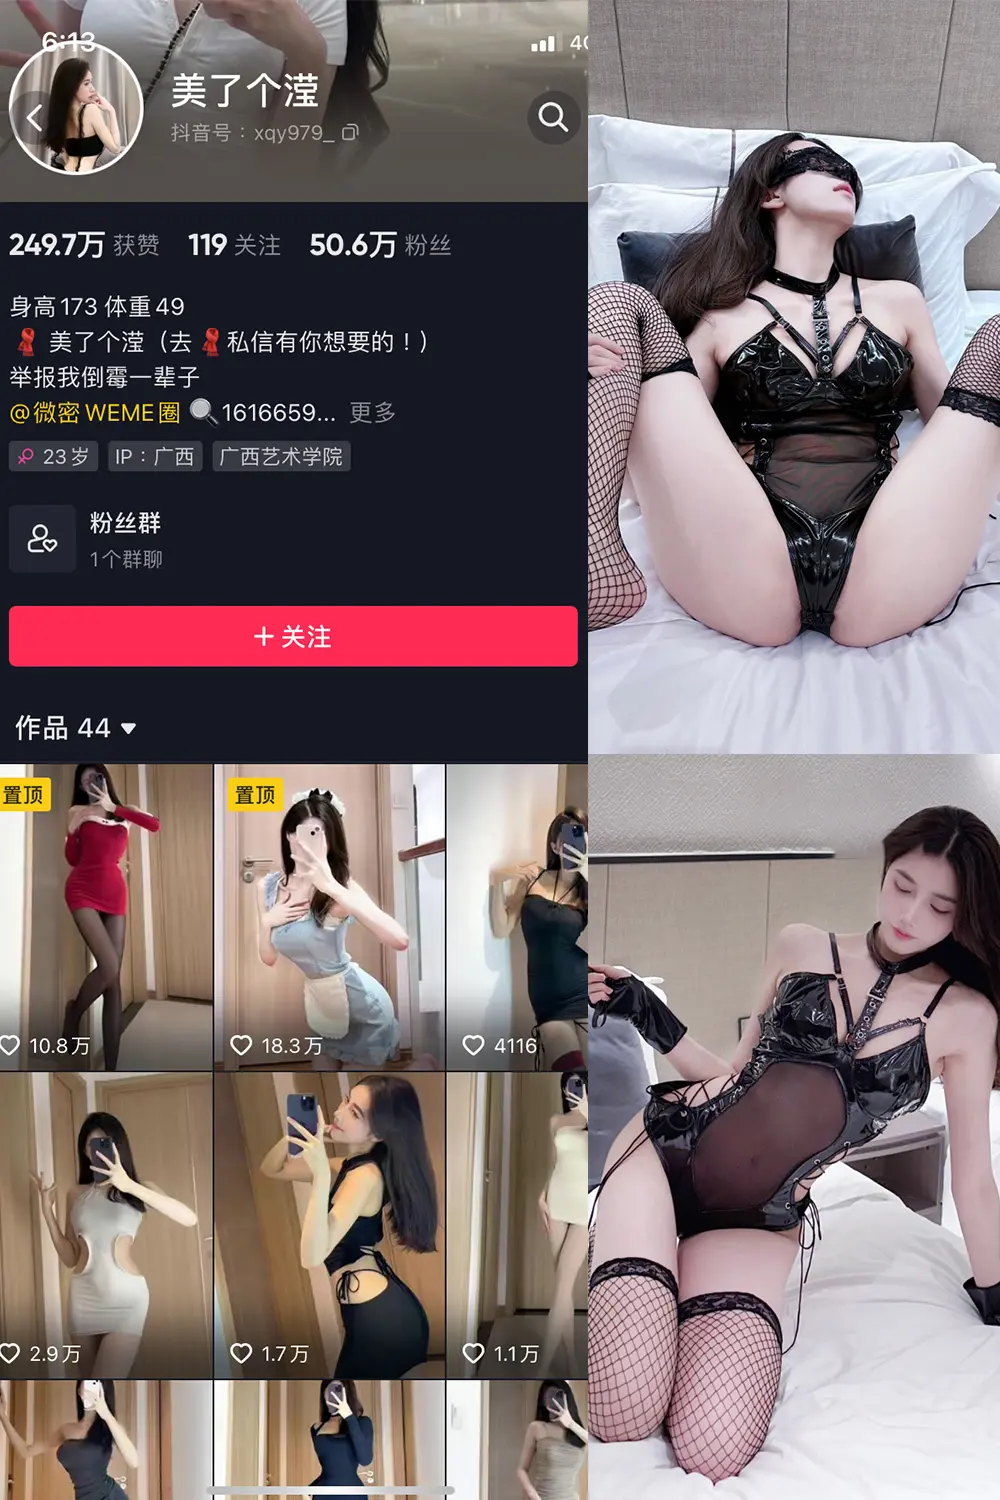 6:13
4G
美了个滢
抖音号：xqy979_
249.7万 获赞 119 关注 50.6万 粉丝
身高173 体重49
美了个滢（去 私信有你想要的！）
举报我倒霉一辈子
@微密 WEME圈 1616659... 更多
23岁 IP：广西 广西艺术学院
粉丝群
1个群聊
+ 关注
作品 44
置顶 置顶
10.8万 18.3万 4116
2.9万 1.7万 1.1万